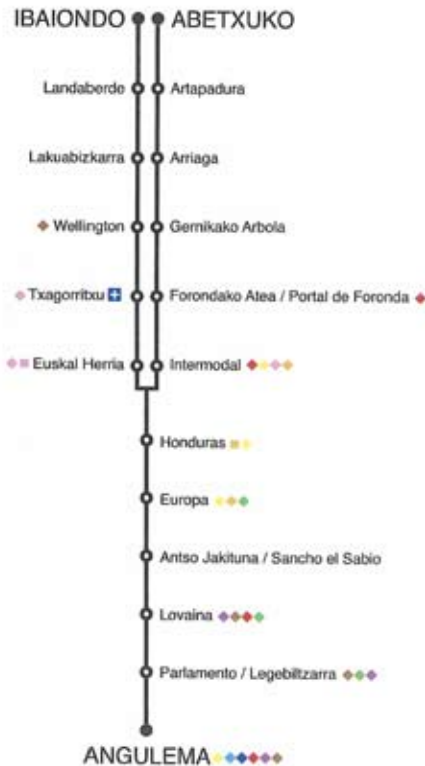 IBAIONDO ABETXUKO
Landaberde Artapadura
Lakuabizkarra Arriaga
Wellington Gernikako Arbola
Txagorritxu Forondako Atea / Portal de Foronda
Euskal Herria Intermodal
Honduras
Europa
Antso Jakituna / Sancho el Sabio
Lovaina
Parlamento / Legebiltzarra
ANGULEMA